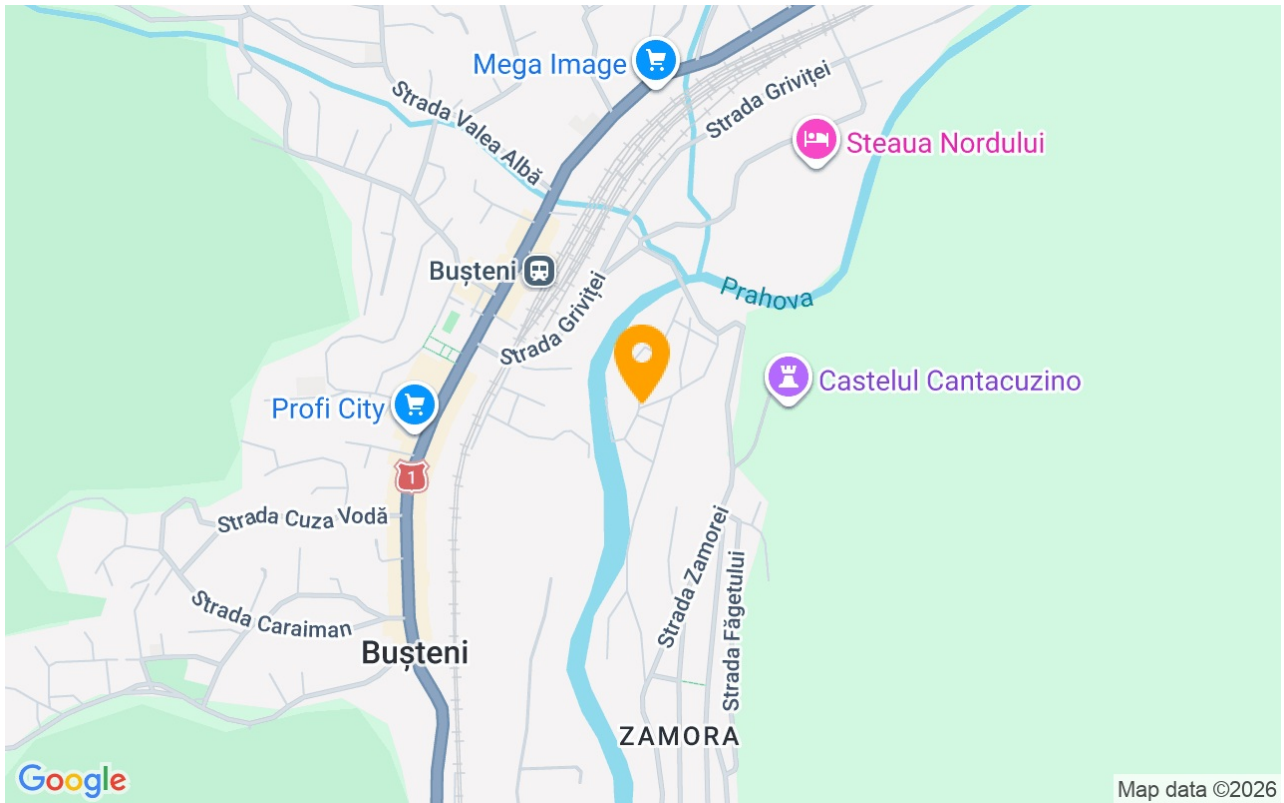 Mega Image
Strada Griviței
Strada Valea Albă
Steaua Nordului
Bușteni
Prahova
Strada Griviței
Castelul Cantacuzino
Profi City
1
Strada Cuza Vodă
Strada Zamorei
Strada Făgetului
Strada Caraiman
Bușteni
ZAMORA
Google
Map data ©2026